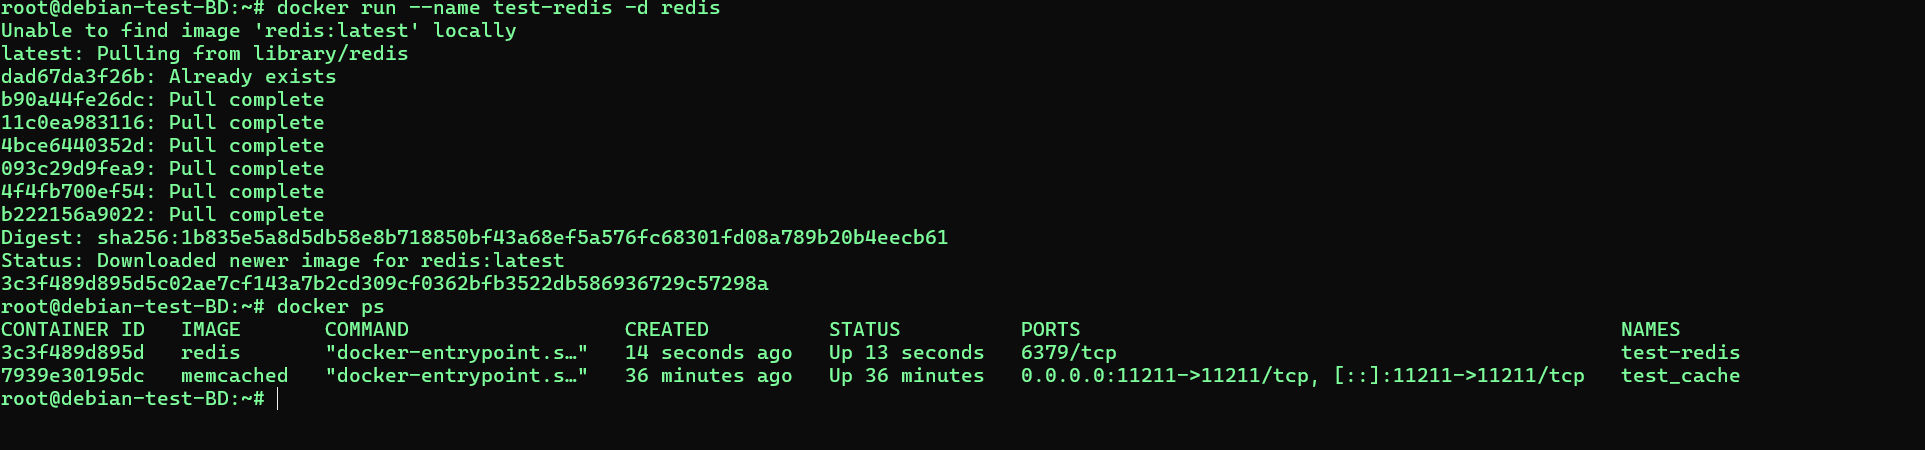 root@debian-test-BD:~# docker run --name test-redis -d redis
Unable to find image 'redis:latest' locally
latest: Pulling from library/redis
dad67da3f26b: Already exists
b90a44fe26dc: Pull complete
11c0ea983116: Pull complete
4bce6440352d: Pull complete
093c29d9fea9: Pull complete
4f4fb700ef54: Pull complete
b222156a9022: Pull complete
Digest: sha256:1b835e5a8d5db58e8b718850bf43a68ef5a576fc68301fd08a789b20b4eecb61
Status: Downloaded newer image for redis:latest
3c3f489d895d5c02ae7cf143a7b2cd309cf0362bfb3522db586936729c57298a
root@debian-test-BD:~# docker ps
CONTAINER ID   IMAGE       COMMAND                  CREATED          STATUS          PORTS                                             NAMES
3c3f489d895d   redis       "docker-entrypoint.s…"   14 seconds ago   Up 13 seconds   6379/tcp                                          test-redis
7939e30195dc   memcached   "docker-entrypoint.s…"   36 minutes ago   Up 36 minutes   0.0.0.0:11211->11211/tcp, [::]:11211->11211/tcp   test_cache
root@debian-test-BD:~#